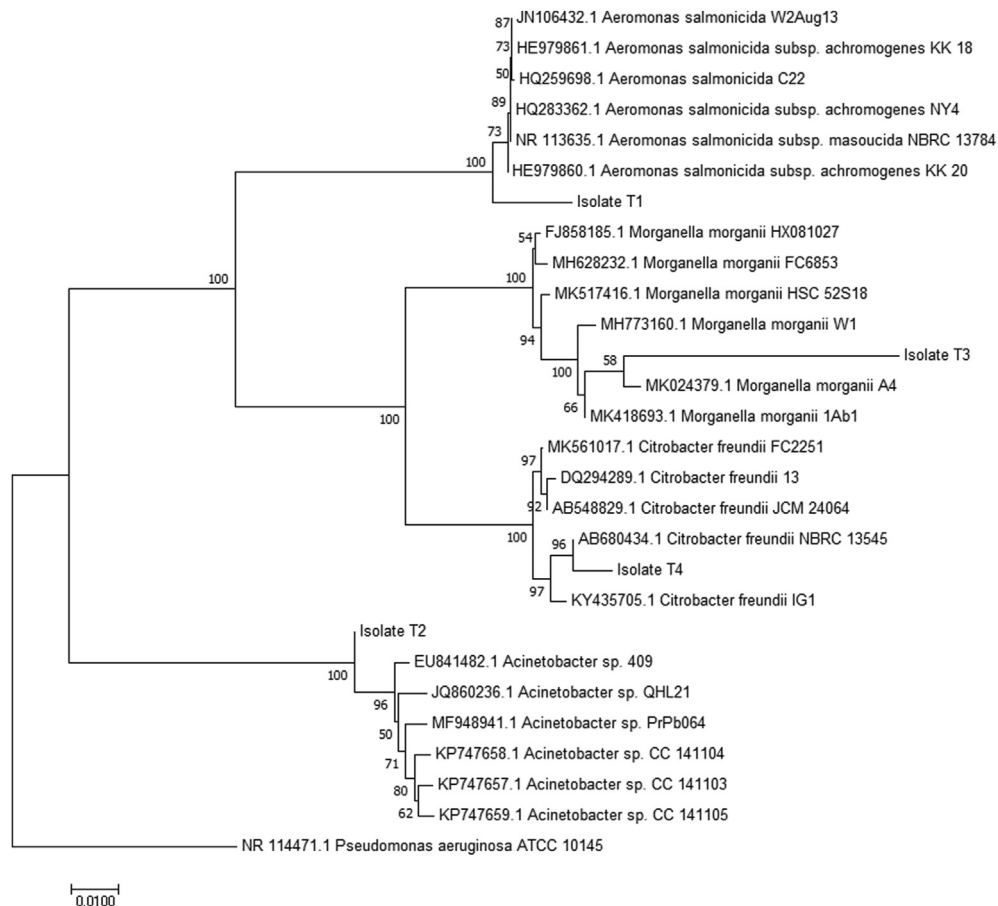 87
JN106432.1 Aeromonas salmonicida W2Aug13
73
HE979861.1 Aeromonas salmonicida subsp. achromogenes KK 18
50
HQ259698.1 Aeromonas salmonicida C22
89
HQ283362.1 Aeromonas salmonicida subsp. achromogenes NY4
73
NR 113635.1 Aeromonas salmonicida subsp. masoucida NBRC 13784
100
HE979860.1 Aeromonas salmonicida subsp. achromogenes KK 20
Isolate T1
54
FJ858185.1 Morganella morganii HX081027
MH628232.1 Morganella morganii FC6853
100
100
MK517416.1 Morganella morganii HSC 52S18
MH773160.1 Morganella morganii W1
94
Isolate T3
58
100
MK024379.1 Morganella morganii A4
66
MK418693.1 Morganella morganii 1Ab1
100
MK561017.1 Citrobacter freundii FC2251
97
DQ294289.1 Citrobacter freundii 13
92
AB548829.1 Citrobacter freundii JCM 24064
100
AB680434.1 Citrobacter freundii NBRC 13545
96
Isolate T4
97
KY435705.1 Citrobacter freundii IG1
Isolate T2
EU841482.1 Acinetobacter sp. 409
100
JQ860236.1 Acinetobacter sp. QHL21
96
MF948941.1 Acinetobacter sp. PrPb064
50
KP747658.1 Acinetobacter sp. CC 141104
71
KP747657.1 Acinetobacter sp. CC 141103
80
KP747659.1 Acinetobacter sp. CC 141105
62
NR 114471.1 Pseudomonas aeruginosa ATCC 10145
0.0100